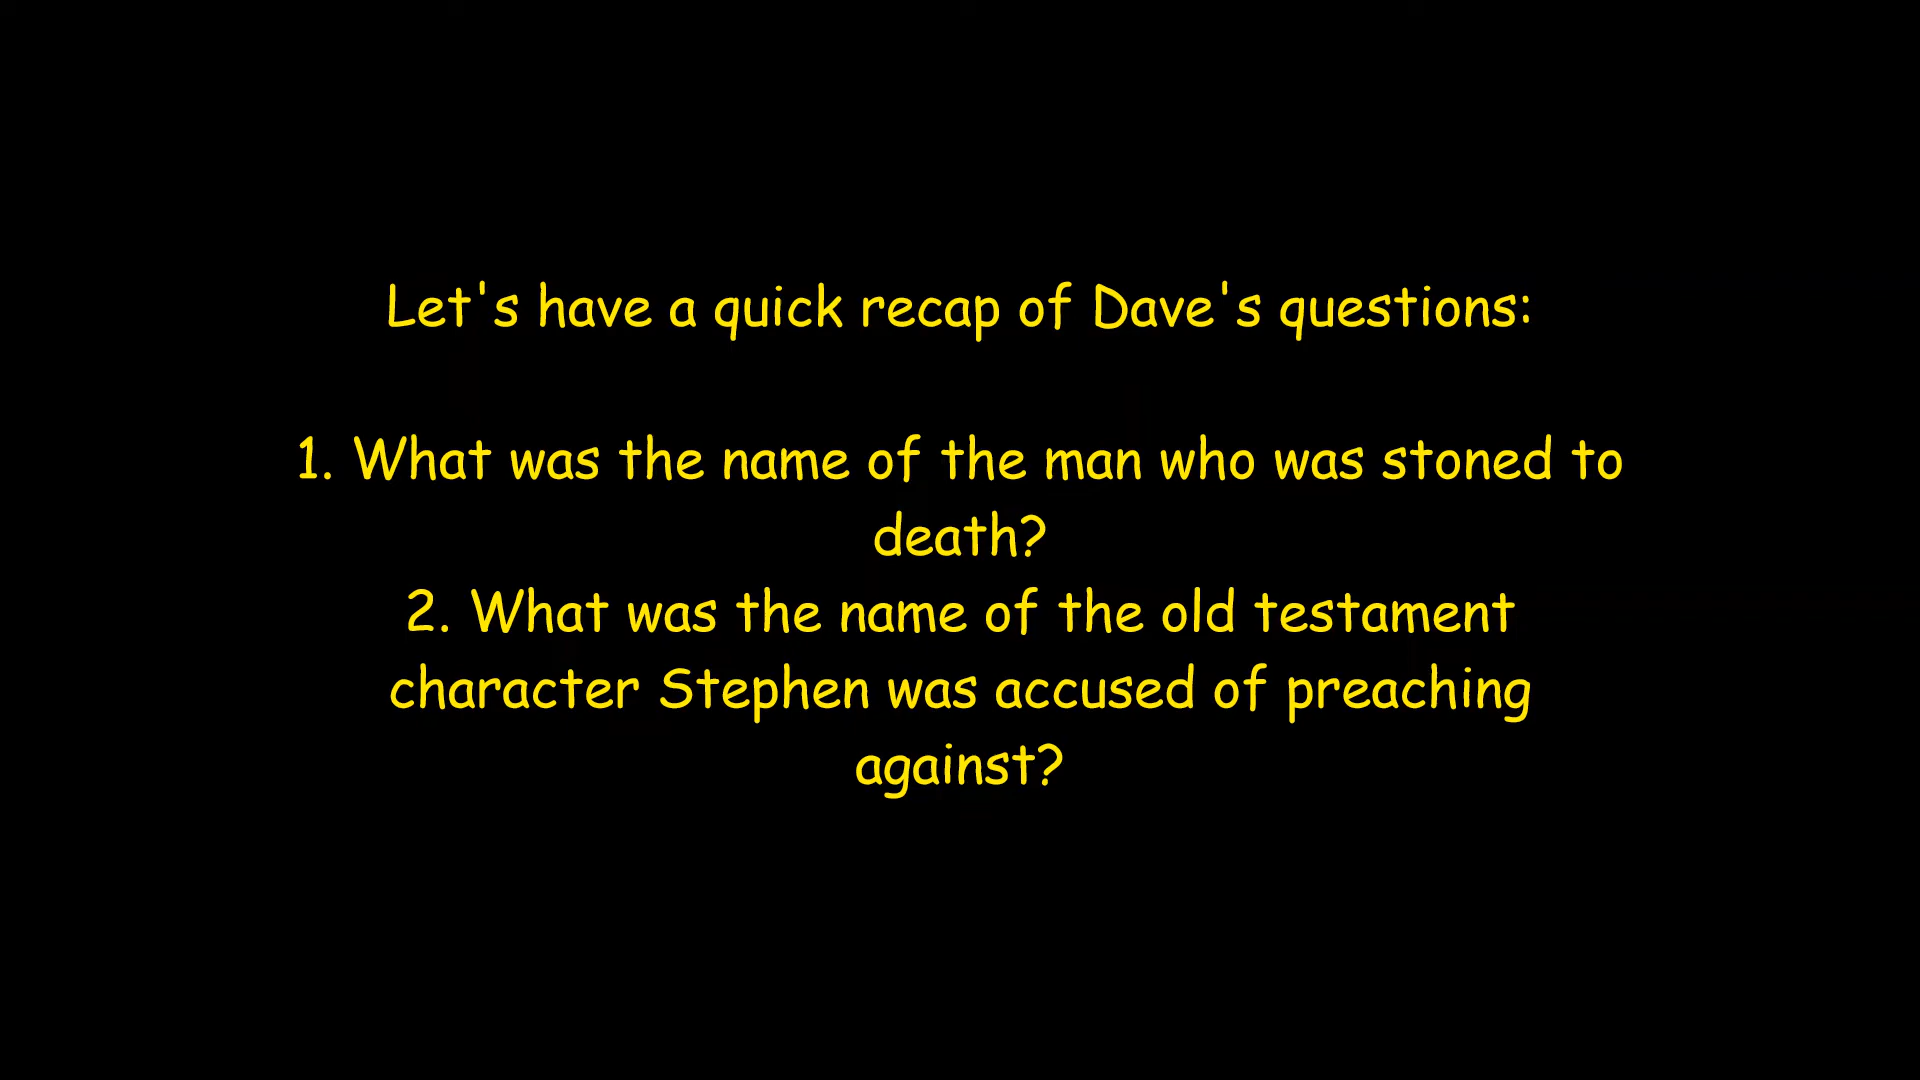 Let's have a quick recap of Dave's questions:
1. What was the name of the man who was stoned to
death?
2. What was the name of the old testament
character Stephen was accused of preaching
against?